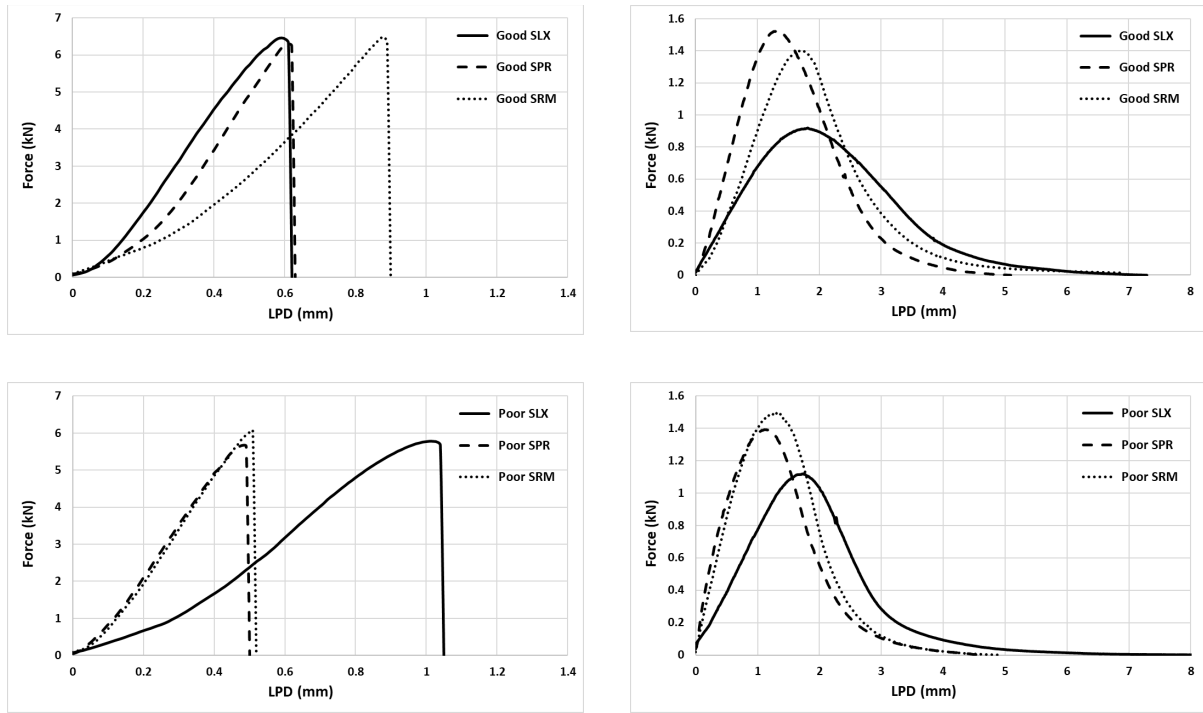 7
6
5
4
3
2
1
0
Force (kN)
Good SLX
Good SPR
Good SRM
0 0.2 0.4 0.6 0.8 1 1.2 1.4
LPD (mm)
1.6
1.4
1.2
1
0.8
0.6
0.4
0.2
0
Force (kN)
Good SLX
Good SPR
Good SRM
0 1 2 3 4 5 6 7 8
LPD (mm)
7
6
5
4
3
2
1
0
Force (kN)
Poor SLX
Poor SPR
Poor SRM
0 0.2 0.4 0.6 0.8 1 1.2 1.4
LPD (mm)
1.6
1.4
1.2
1
0.8
0.6
0.4
0.2
0
Force (kN)
Poor SLX
Poor SPR
Poor SRM
0 1 2 3 4 5 6 7 8
LPD (mm)